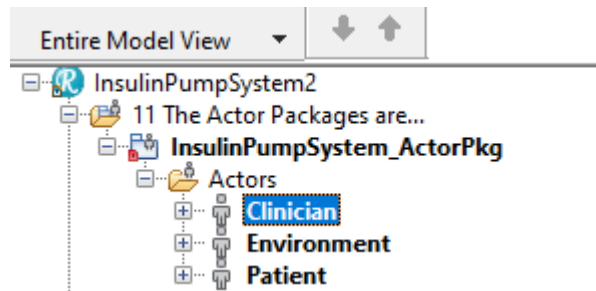 Entire Model View
InsulinPumpSystem2
11 The Actor Packages are...
InsulinPumpSystem_ActorPkg
Actors
Clinician
Environment
Patient